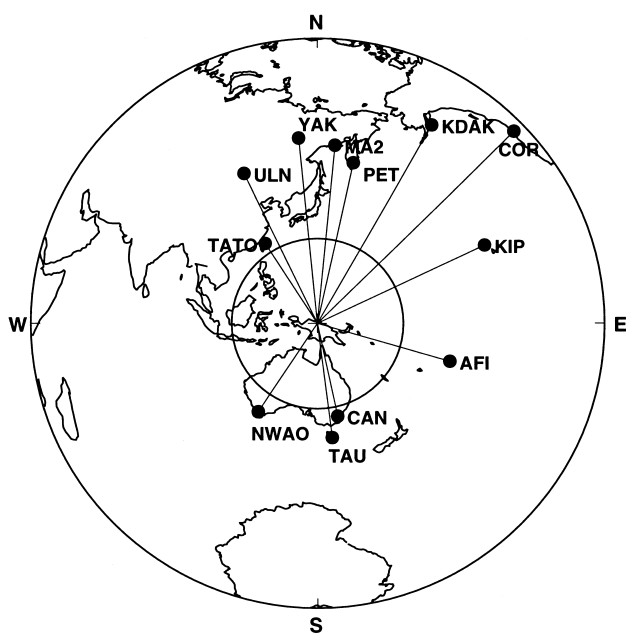 N
YAK
KDAK
MA2
COR
ULN
PET
TATO
KIP
W
E
AFI
CAN
NWAO
TAU
S